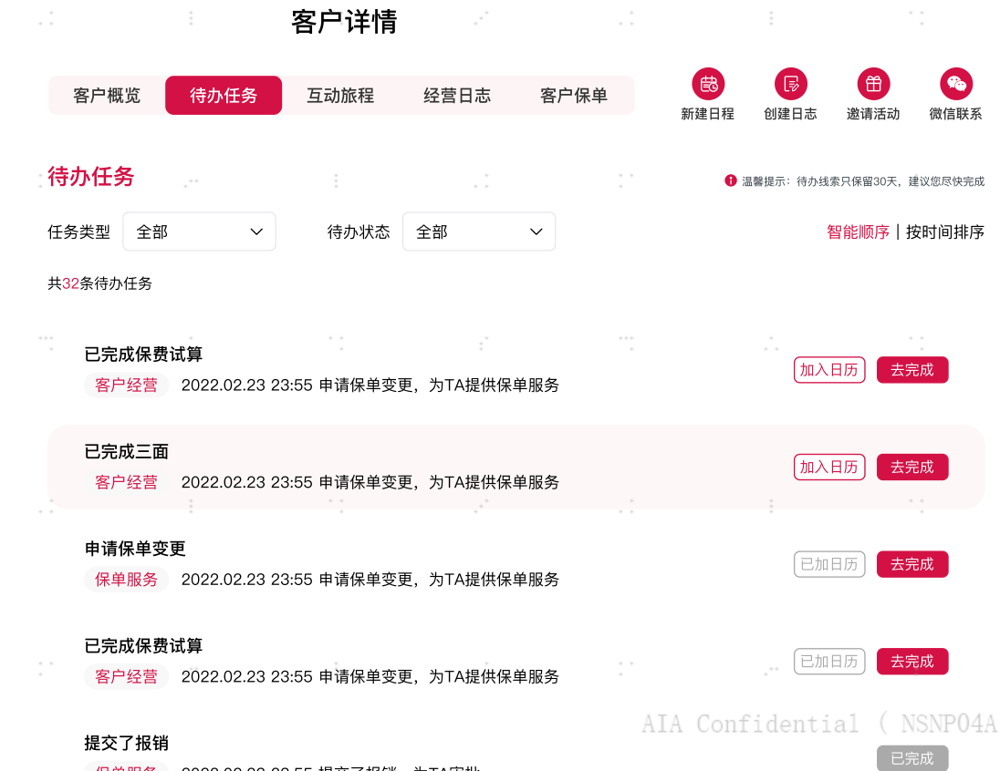 客户详情
客户概览 待办任务 互动旅程 经营日志 客户保单
新建日程 创建日志 邀请活动 微信联系
待办任务
温馨提示：待办线索只保留30天，建议您尽快完成
任务类型 全部 待办状态 全部 智能顺序 | 按时间排序
共32条待办任务
已完成保费试算
加入日历 去完成
客户经营 2022.02.23 23:55 申请保单变更，为TA提供保单服务
已完成三面
加入日历 去完成
客户经营 2022.02.23 23:55 申请保单变更，为TA提供保单服务
申请保单变更
已加日历 去完成
保单服务 2022.02.23 23:55 申请保单变更，为TA提供保单服务
已完成保费试算
已加日历 去完成
客户经营 2022.02.23 23:55 申请保单变更，为TA提供保单服务
AIA Confidential ( NSNP04A
提交了报销
已完成
保单服务 2022.02.23 23:55 提交了报销，为TA审批